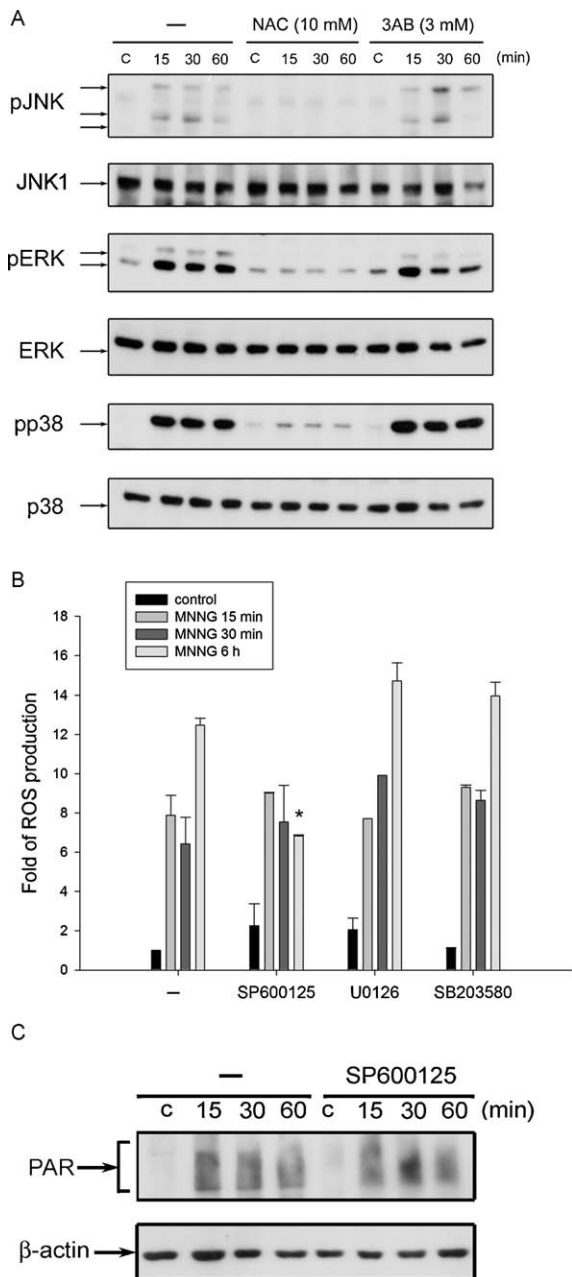 A
— NAC (10 mM) 3AB (3 mM)
C 15 30 60 C 15 30 60 C 15 30 60 (min)
pJNK
JNK1
pERK
ERK
pp38
p38
B
18
16
14
12
10
8
6
4
2
0
Fold of ROS production
control
MNNG 15 min
MNNG 30 min
MNNG 6 h
*
— SP600125 U0126 SB203580
C
— SP600125
c 15 30 60 c 15 30 60 (min)
PAR
β-actin